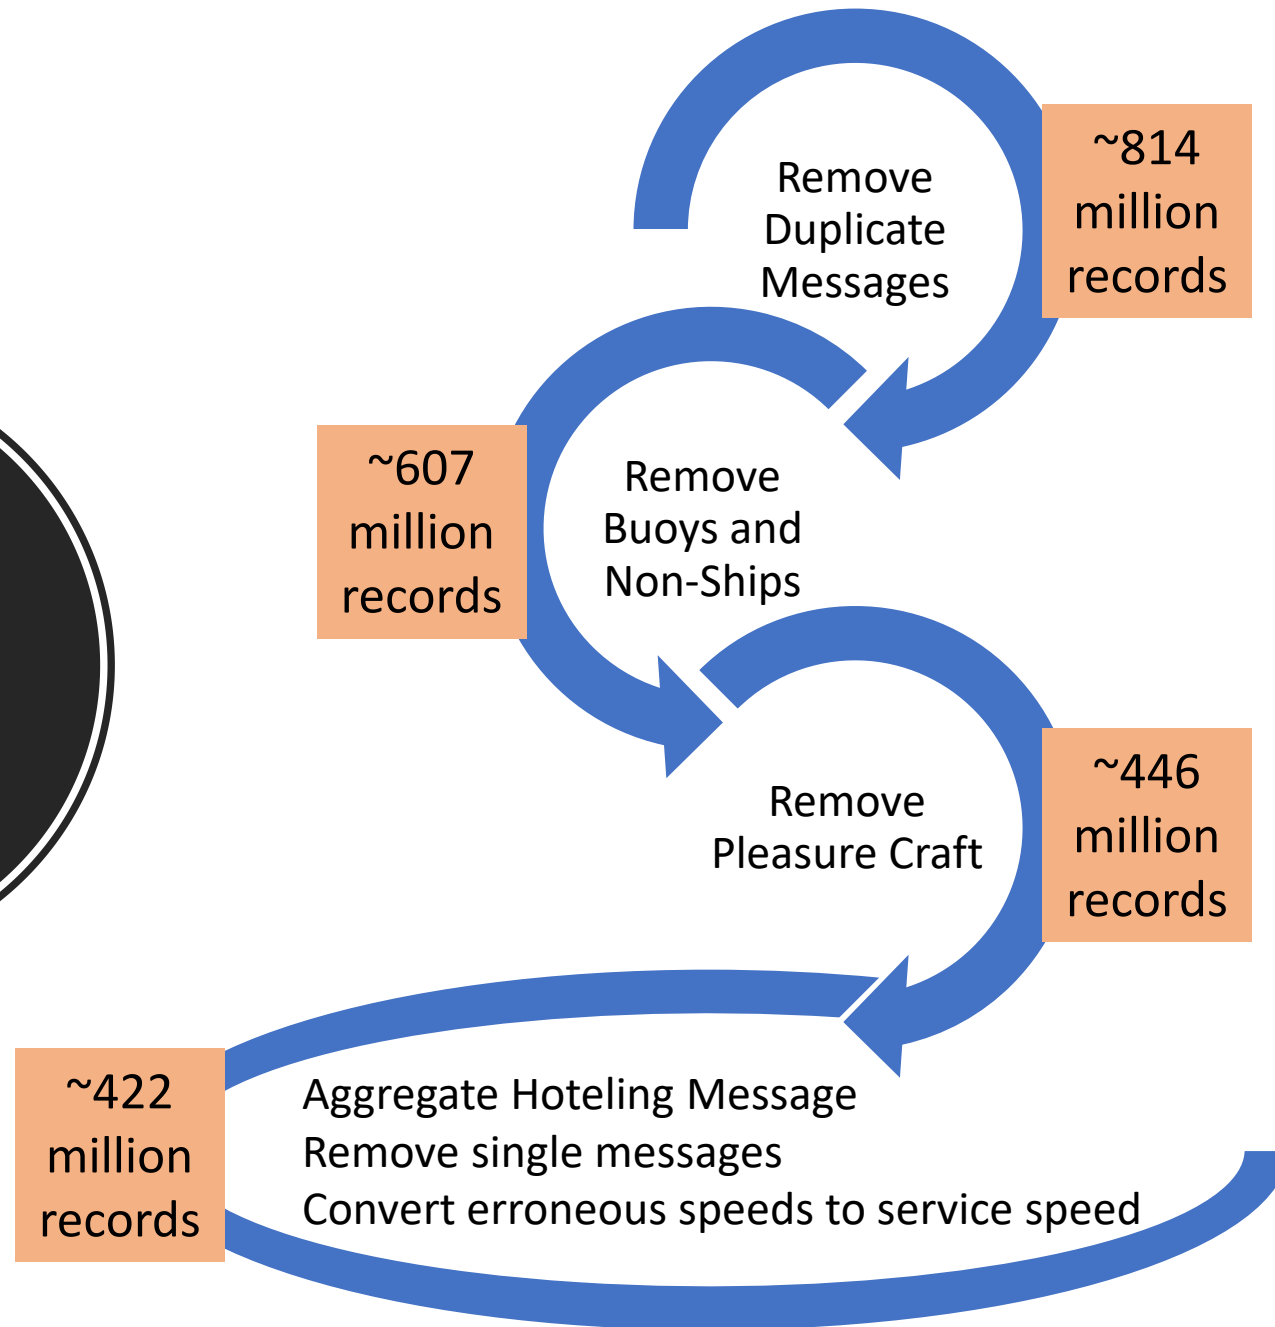 Remove
Duplicate
Messages
~814
million
records
~607
million
records
Remove
Buoys and
Non-Ships
Remove
Pleasure Craft
~446
million
records
~422
million
records
Aggregate Hoteling Message
Remove single messages
Convert erroneous speeds to service speed